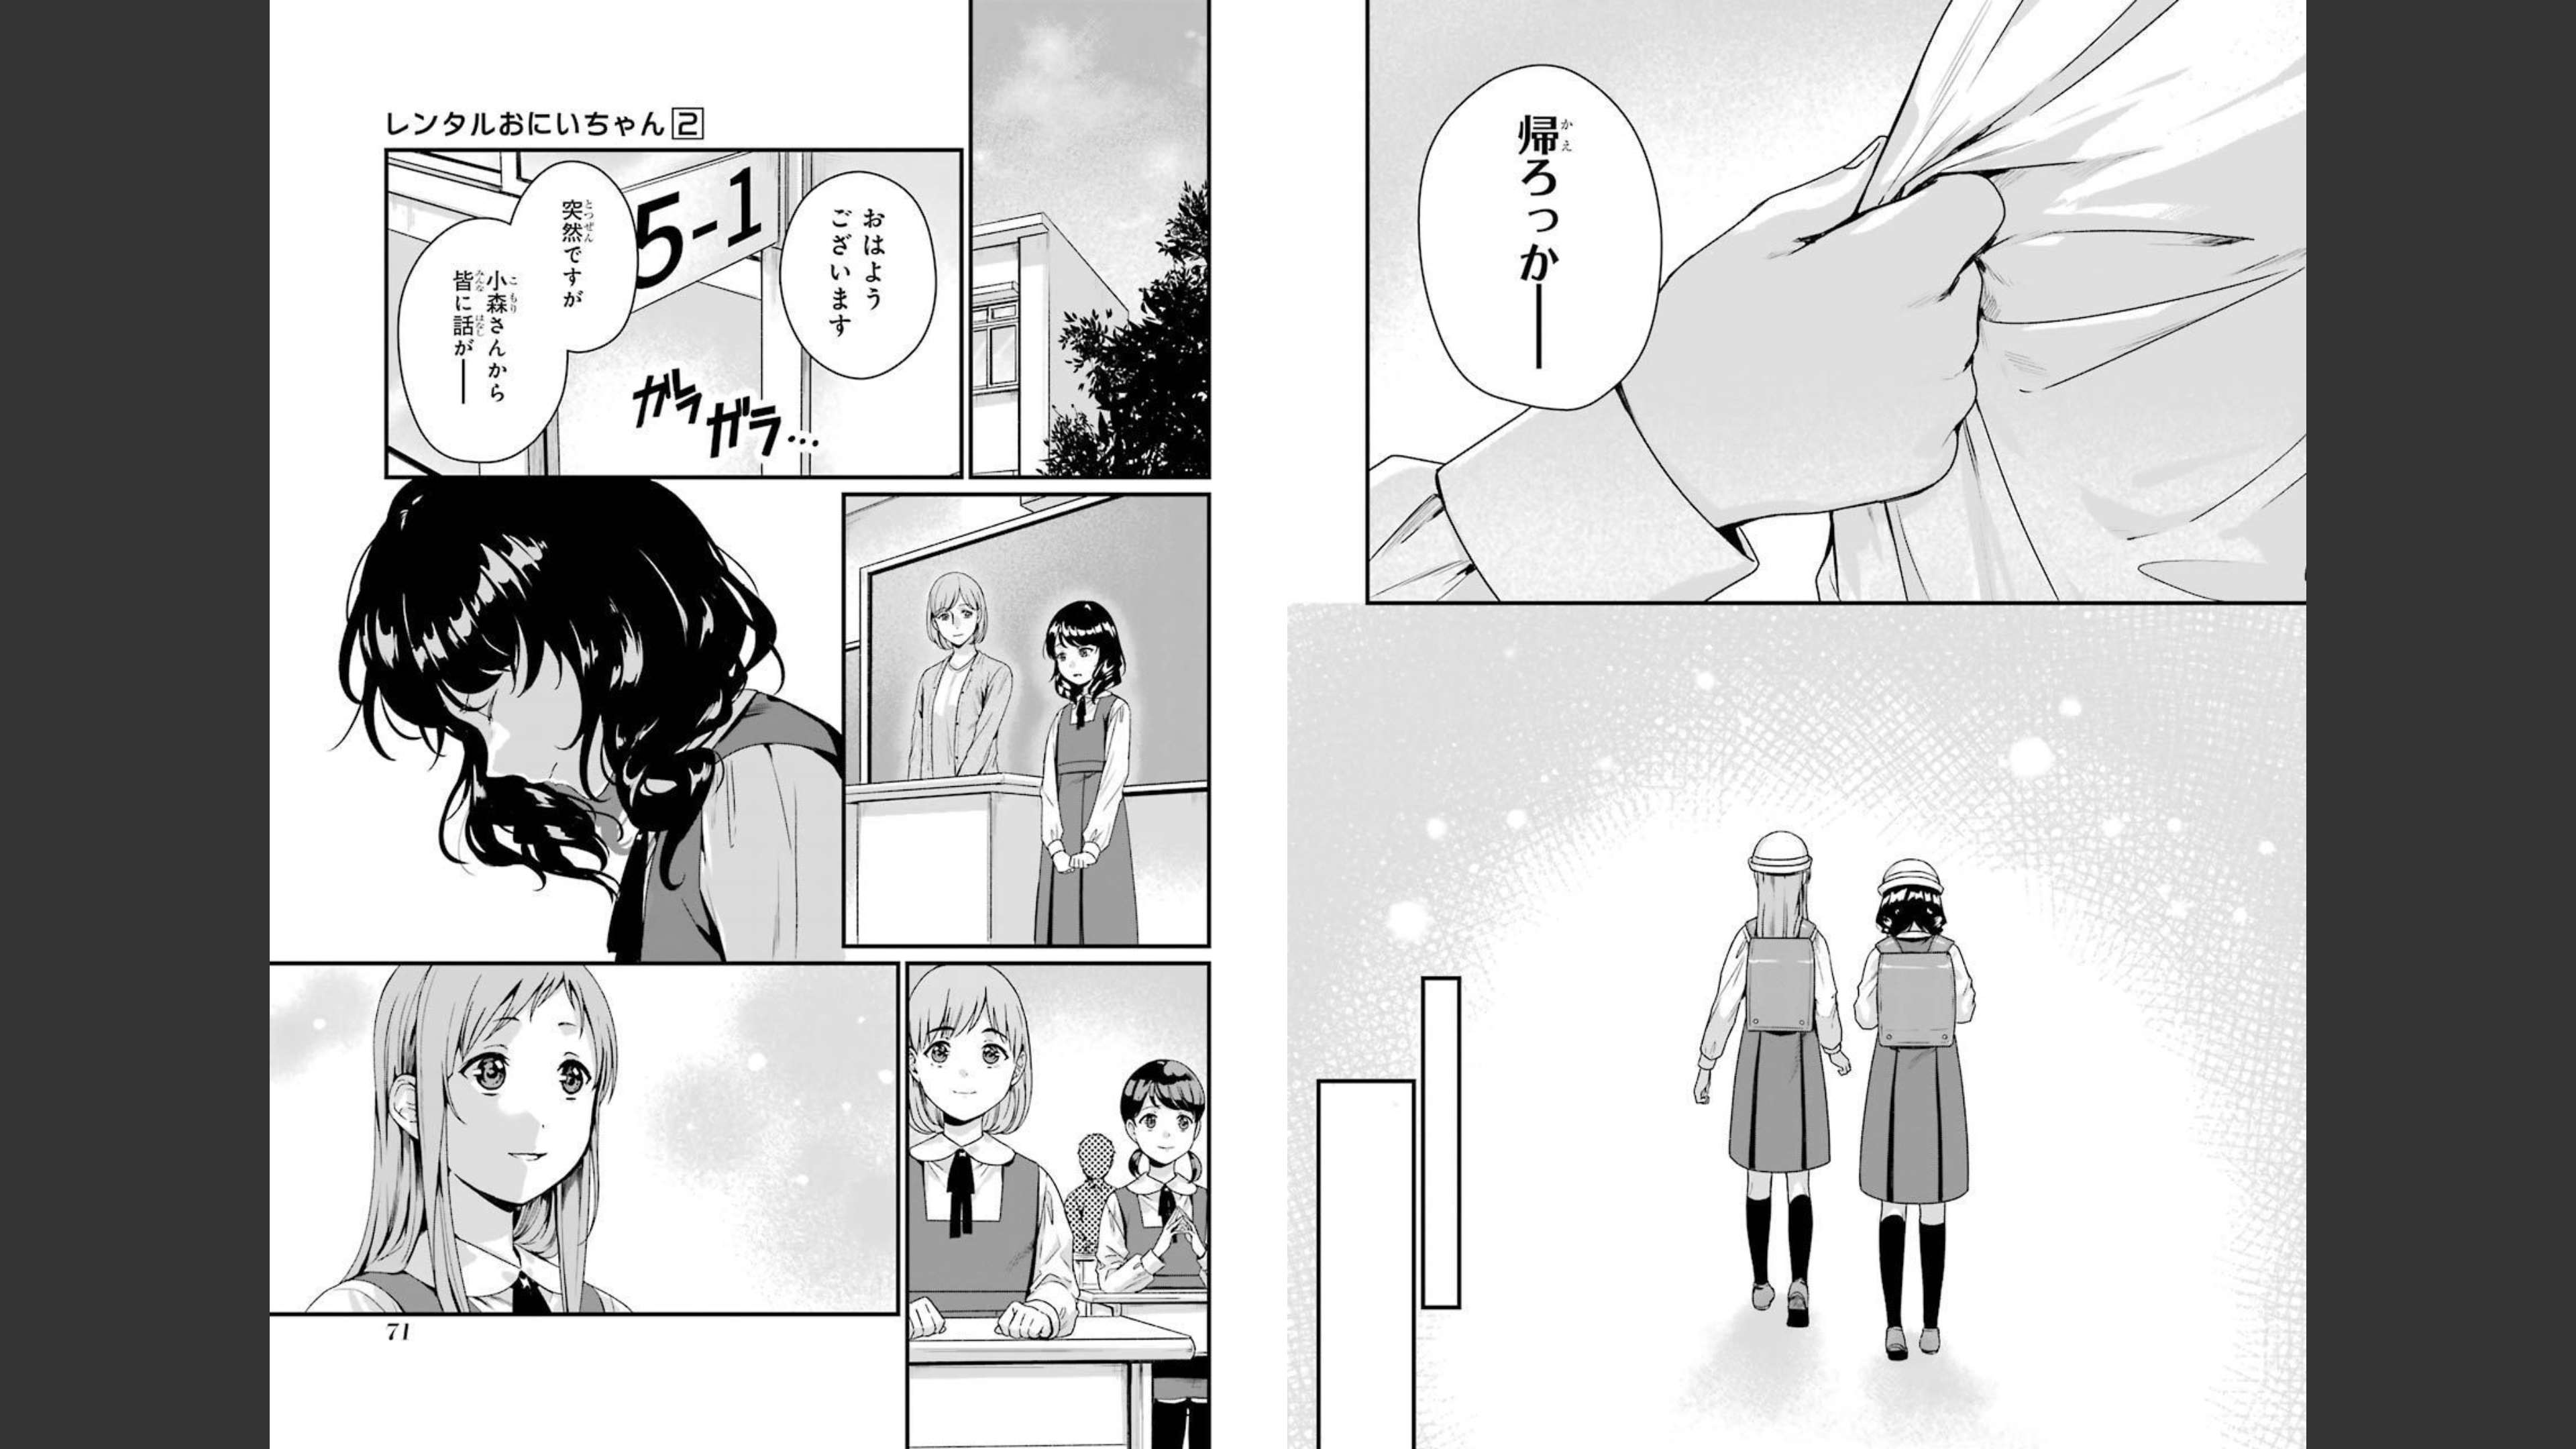 帰ろっか――
レンタルおにいちゃん2
おはよう
ございます
5-1
突然ですが
小森さんから
皆に話が――
ガラ
ガラ…
71